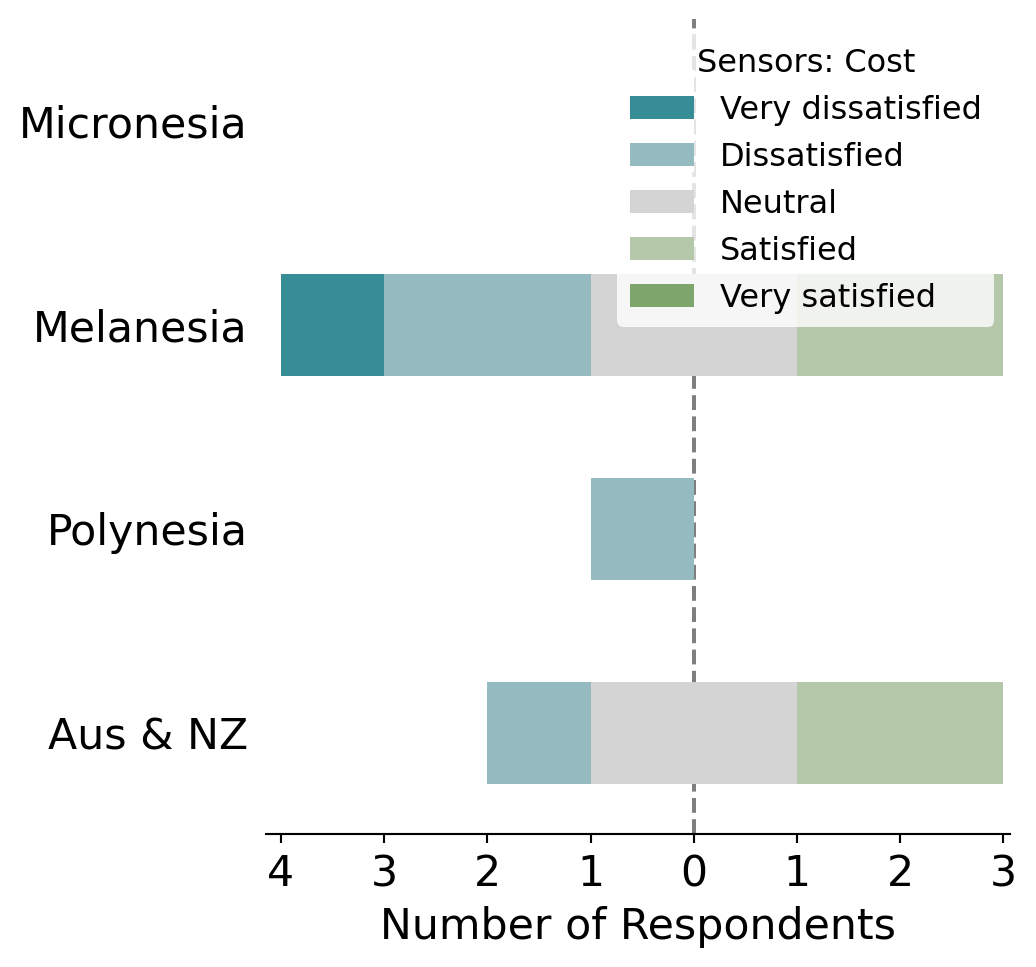 Sensors: Cost
Very dissatisfied
Dissatisfied
Neutral
Satisfied
Very satisfied
Micronesia
Melanesia
Polynesia
Aus & NZ
4 3 2 1 0 1 2 3
Number of Respondents